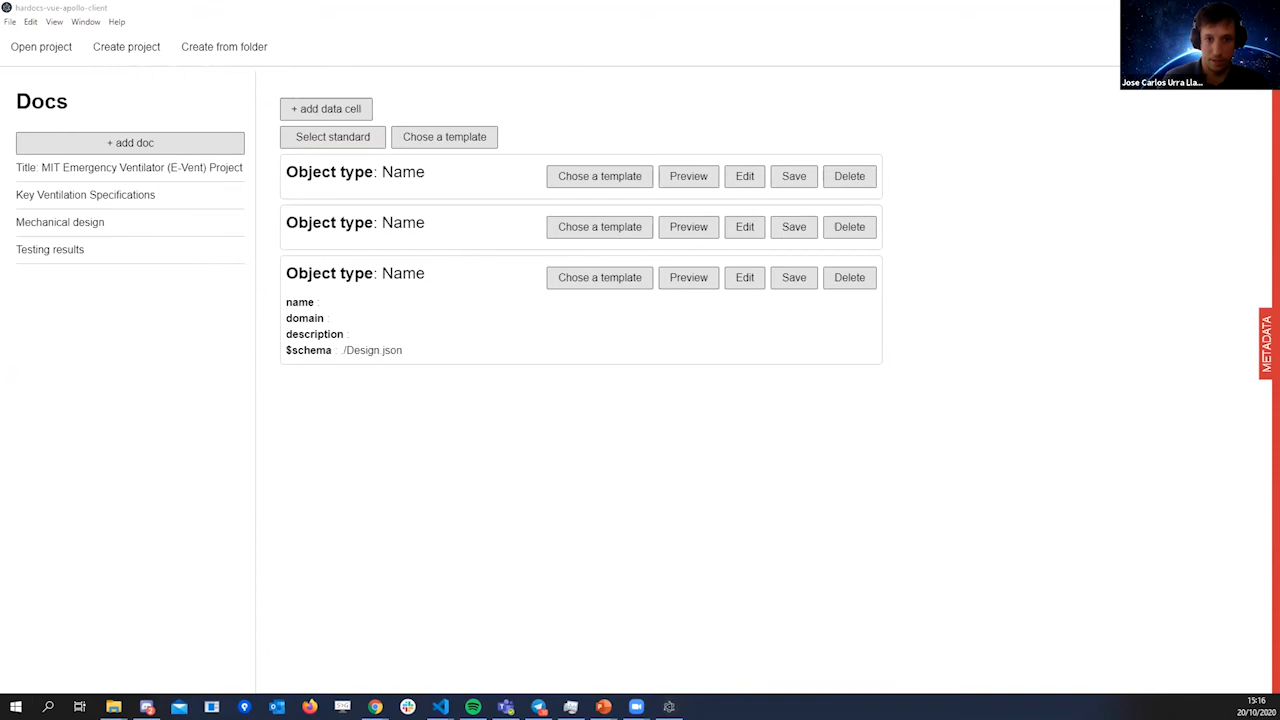 hardocs-vue-apollo-client
File Edit View Window Help
Open project Create project Create from folder
Jose Carlos Urra Lla...
Docs
+ add doc
Title: MIT Emergency Ventilator (E-Vent) Project
Key Ventilation Specifications
Mechanical design
Testing results
+ add data cell
Select standard Chose a template
Object type: Name Chose a template Preview Edit Save Delete
Object type: Name Chose a template Preview Edit Save Delete
Object type: Name Chose a template Preview Edit Save Delete
name :
domain :
description :
$schema : ./Design.json
METADATA
SVG
15:16
20/10/2020